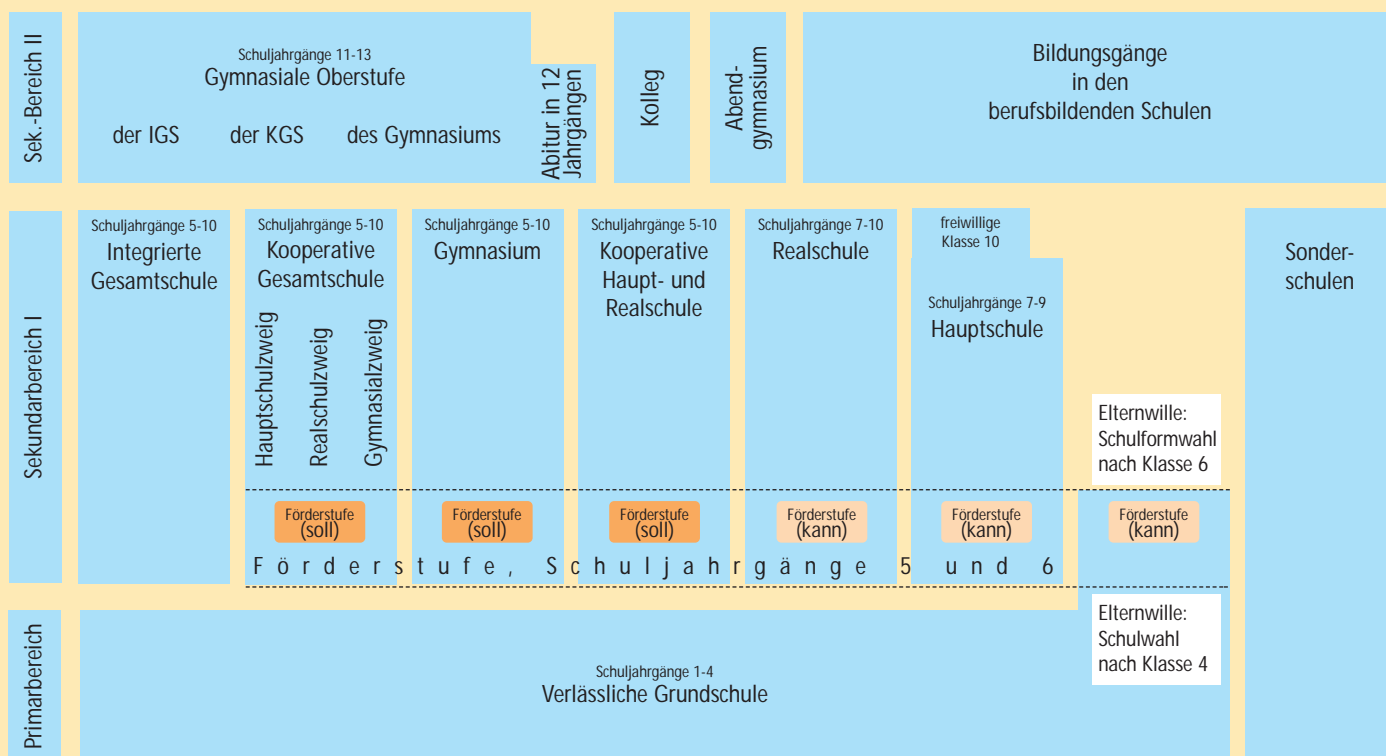 Sek.-Bereich II
Schuljahrgänge 11-13
Gymnasiale Oberstufe
der IGS
der KGS
des Gymnasiums
Abitur in 12
Jahrgängen
Kolleg
Abend-
gymnasium
Bildungsgänge
in den
berufsbildenden Schulen
Sekundarbereich I
Schuljahrgänge 5-10
Integrierte
Gesamtschule
Schuljahrgänge 5-10
Kooperative
Gesamtschule
Hauptschulzweig
Realschulzweig
Gymnasialzweig
Schuljahrgänge 5-10
Gymnasium
Schuljahrgänge 5-10
Kooperative
Haupt- und
Realschule
Schuljahrgänge 7-10
Realschule
freiwillige
Klasse 10
Schuljahrgänge 7-9
Hauptschule
Sonder-
schulen
Elternwille:
Schulformwahl
nach Klasse 6
Förderstufe
(soll)
Förderstufe
(soll)
Förderstufe
(soll)
Förderstufe
(kann)
Förderstufe
(kann)
Förderstufe
(kann)
Förderstufe, Schuljahrgänge 5 und 6
Primarbereich
Schuljahrgänge 1-4
Verlässliche Grundschule
Elternwille:
Schulwahl
nach Klasse 4